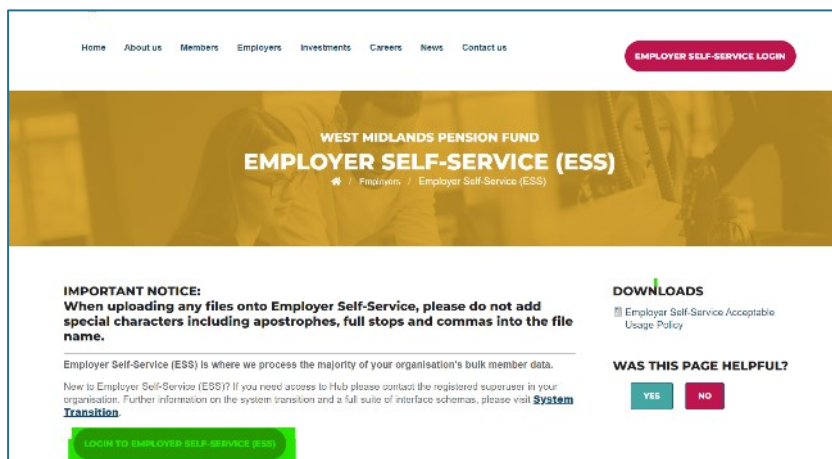 Home About us Members Employers Investments Careers News Contact us
EMPLOYER SELF-SERVICE LOGIN
WEST MIDLANDS PENSION FUND
EMPLOYER SELF-SERVICE (ESS)
/ Employers / Employer Self-Service (ESS)
IMPORTANT NOTICE:
When uploading any files onto Employer Self-Service, please do not add
special characters including apostrophes, full stops and commas into the file
name.
Employer Self-Service (ESS) is where we process the majority of your organisation's bulk member data.
New to Employer Self-Service (ESS)? If you need access to Hub please contact the registered superuser in your
organisation. Further information on the system transition and a full suite of interface schemas, please visit System
Transition.
LOGIN TO EMPLOYER SELF-SERVICE (ESS)
DOWNLOADS
Employer Self-Service Acceptable
Usage Policy
WAS THIS PAGE HELPFUL?
YES NO